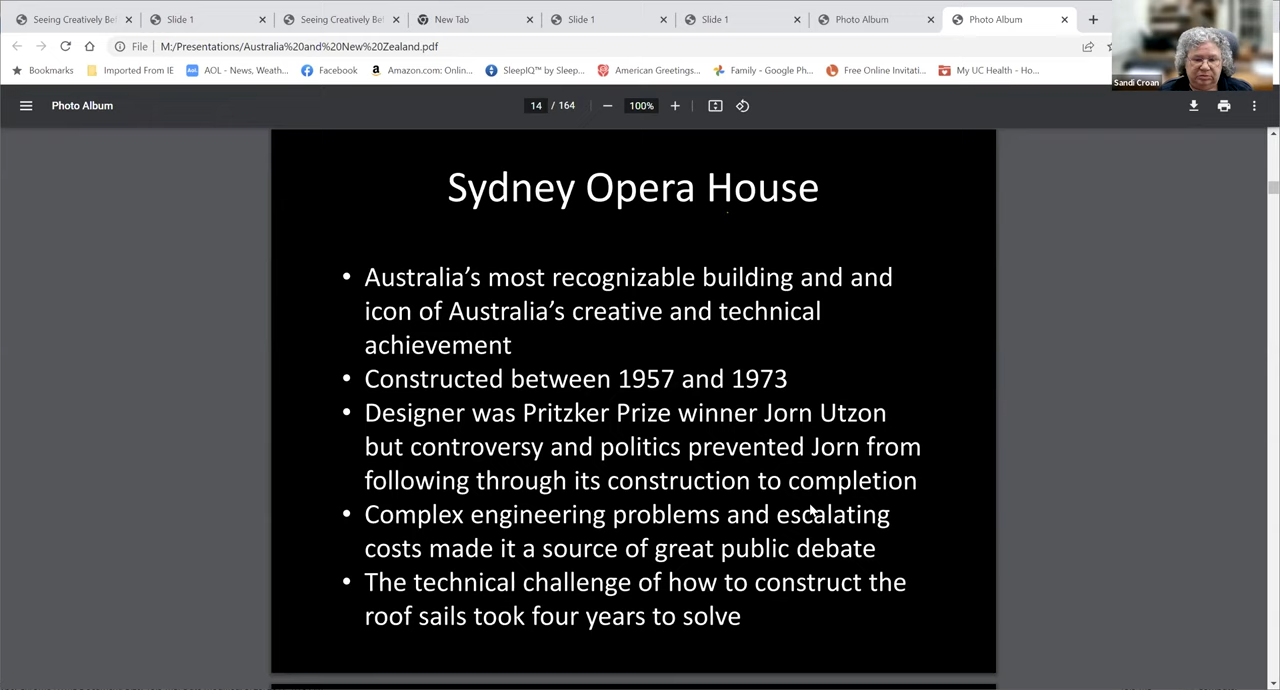 Seeing Creatively Bef
Slide 1
Seeing Creatively Bef
New Tab
Slide 1
Slide 1
Photo Album
Photo Album
File M:/Presentations/Australia%20and%20New%20Zealand.pdf
Bookmarks Imported From IE AOL - News, Weath... Facebook Amazon.com: Onlin... SleepIQ™ by Sleep... American Greetings... Family - Google Ph... Free Online Invitati... My UC Health - Ho...
Sandi Croan
Photo Album 14 / 164 100%
Sydney Opera House
• Australia's most recognizable building and and
icon of Australia's creative and technical
achievement
• Constructed between 1957 and 1973
• Designer was Pritzker Prize winner Jorn Utzon
but controversy and politics prevented Jorn from
following through its construction to completion
• Complex engineering problems and escalating
costs made it a source of great public debate
• The technical challenge of how to construct the
roof sails took four years to solve